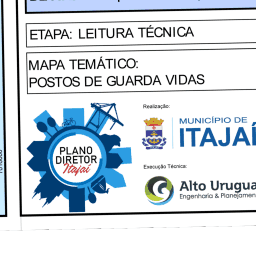 ETAPA: LEITURA TÉCNICA
MAPA TEMÁTICO:
POSTOS DE GUARDA VIDAS
Realização:
MUNICÍPIO DE
ITAJAÍ
PLANO
DIRETOR
Itajaí
Execução Técnica:
Alto Urugua
Engenharia & Planejamen